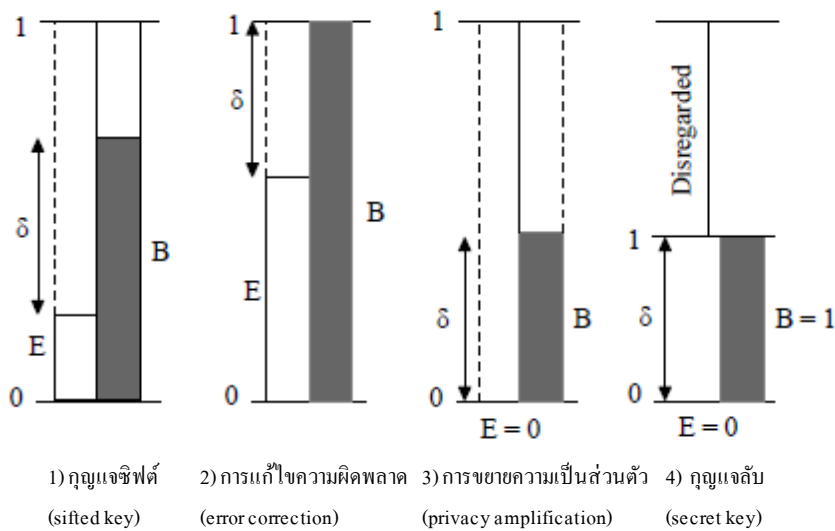 1
δ
B
E
0
1
δ
B
E
0
1
δ
B
0
E = 0
Disregarded
1
δ
B = 1
0
E = 0
1) กุญแจซิฟต์
(sifted key)
2) การแก้ไขความผิดพลาด
(error correction)
3) การขยายความเป็นส่วนตัว
(privacy amplification)
4) กุญแจลับ
(secret key)